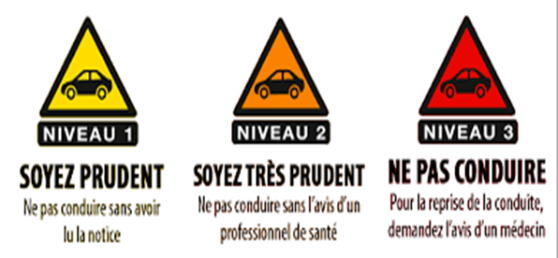 NIVEAU 1
SOYEZ PRUDENT
Ne pas conduire sans avoir
lu la notice
NIVEAU 2
SOYEZ TRÈS PRUDENT
Ne pas conduire sans l'avis d'un
professionnel de santé
NIVEAU 3
NE PAS CONDUIRE
Pour la reprise de la conduite,
demandez l'avis d'un médecin